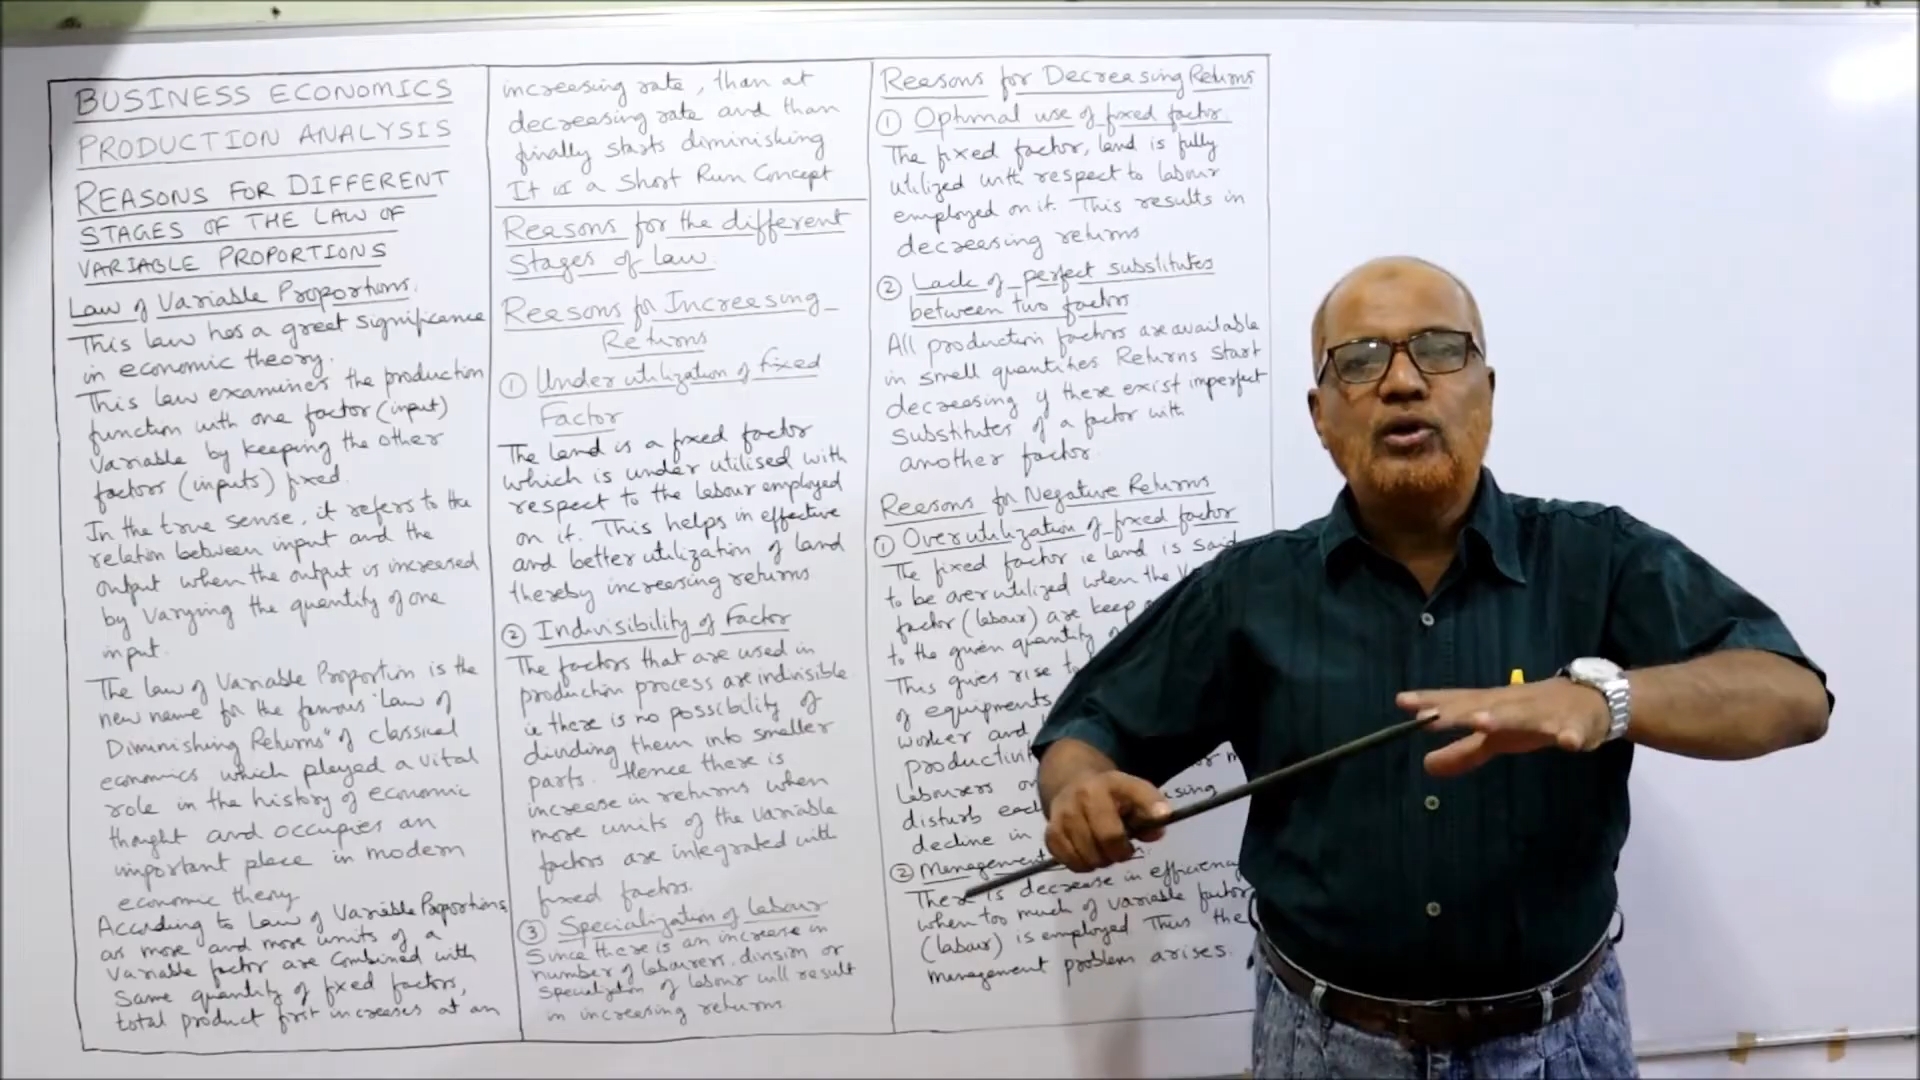 BUSINESS ECONOMICS
PRODUCTION ANALYSIS
REASONS FOR DIFFERENT
STAGES OF THE LAW OF
VARIABLE PROPORTIONS
Law of Variable Proportions.
This law has a great significance
in economic theory.
This law examines the production
function with one factor (input)
variable by keeping the other
factors (inputs) fixed.
In the true sense, it refers to the
relation between input and the
output when the output is increased
by varying the quantity of one
input.
The law of Variable Proportion is the
new name for the famous "Law of
Diminishing Returns" of classical
economics which played a vital
role in the history of economic
thought and occupies an
important place in modern
economic theory
According to Law of Variable Proportions,
as more and more units of a
variable factor are combined with
same quantity of fixed factors,
total product first increases at an
increasing rate, than at
decreasing rate and than
finally starts diminishing
It is a Short Run Concept
Reasons for the different
Stages of Law.
Reasons for Increasing
Returns
① Under utilization of fixed
Factor
The land is a fixed factor
which is under utilised with
respect to the labour employed
on it. This helps in effective
and better utilization of land
thereby increasing returns
② Indivisibility of Factor
The factors that are used in
production process are indivisible
ie there is no possibility of
dividing them into smaller
parts. Hence there is
increase in returns when
more units of the variable
factors are integrated with
fixed factors.
③ Specialization of labour
Since there is an increase in
number of labourers, division or
specialization of labour will result
in increasing returns
Reasons for Decreasing Returns
① Optimal use of fixed factor.
The fixed factor, land is fully
utilized with respect to labour
employed on it. This results in
decreasing returns
② Lack of perfect substitutes
between two factors
All production factors are available
in small quantities Returns start
decreasing if there exist imperfect
substitutes of a factor with
another factor.
Reasons for Negative Returns
① Over utilization of fixed factor
The fixed factor ie land is said
to be over utilized when the
factor (labour) are keep
to the given quantity of
This gives rise to
of equipments
worker and
labourers
disturb each
decline in
② Management
There is decrease in efficiency
when too much of variable factor
(labour) is employed Thus the
management problem arises.